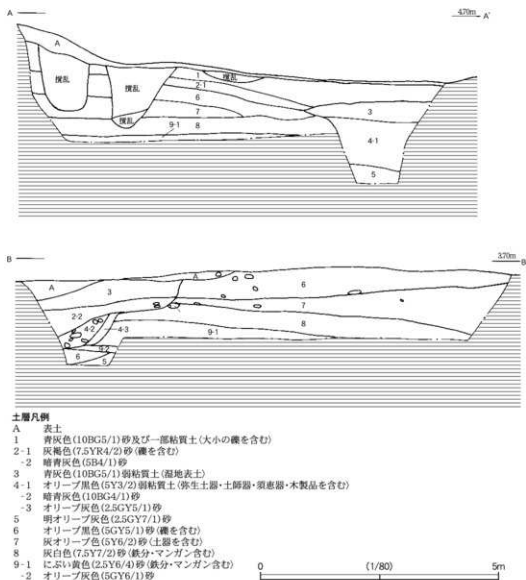 A
4.70m
A'
A
1
攪乱
2-1
攪乱
攪乱
6
3
7
攪乱
9-1
8
4-1
5
B
3.70m
B'
A
A
3
6
2-2
7
4-2
4-3
8
9-1
9-2
6
5
土層凡例
A 表土
1 青灰色(10BG5/1)砂及び一部粘質土(大小の礫を含む)
2-1 灰褐色(7.5YR4/2)砂(礫を含む)
-2 暗青灰色(5B4/1)砂
3 青灰色(10BG5/1)弱粘質土(湿地表土)
4-1 オリーブ黒色(5Y3/2)弱粘質土(弥生土器・土師器・須恵器・木製品を含む)
-2 暗青灰色(10BG4/1)砂
-3 オリーブ灰色(2.5GY5/1)砂
5 明オリーブ灰色(2.5GY7/1)砂
6 オリーブ黒色(5GY5/1)砂(礫を含む)
7 灰オリーブ色(5Y6/2)砂(土器を含む)
8 灰白色(7.5Y7/2)砂(鉄分・マンガン含む)
9-1 にぶい黄色(2.5Y6/4)砂(鉄分・マンガン含む)
-2 オリーブ灰色(5GY6/1)砂
0 (1/80) 5m